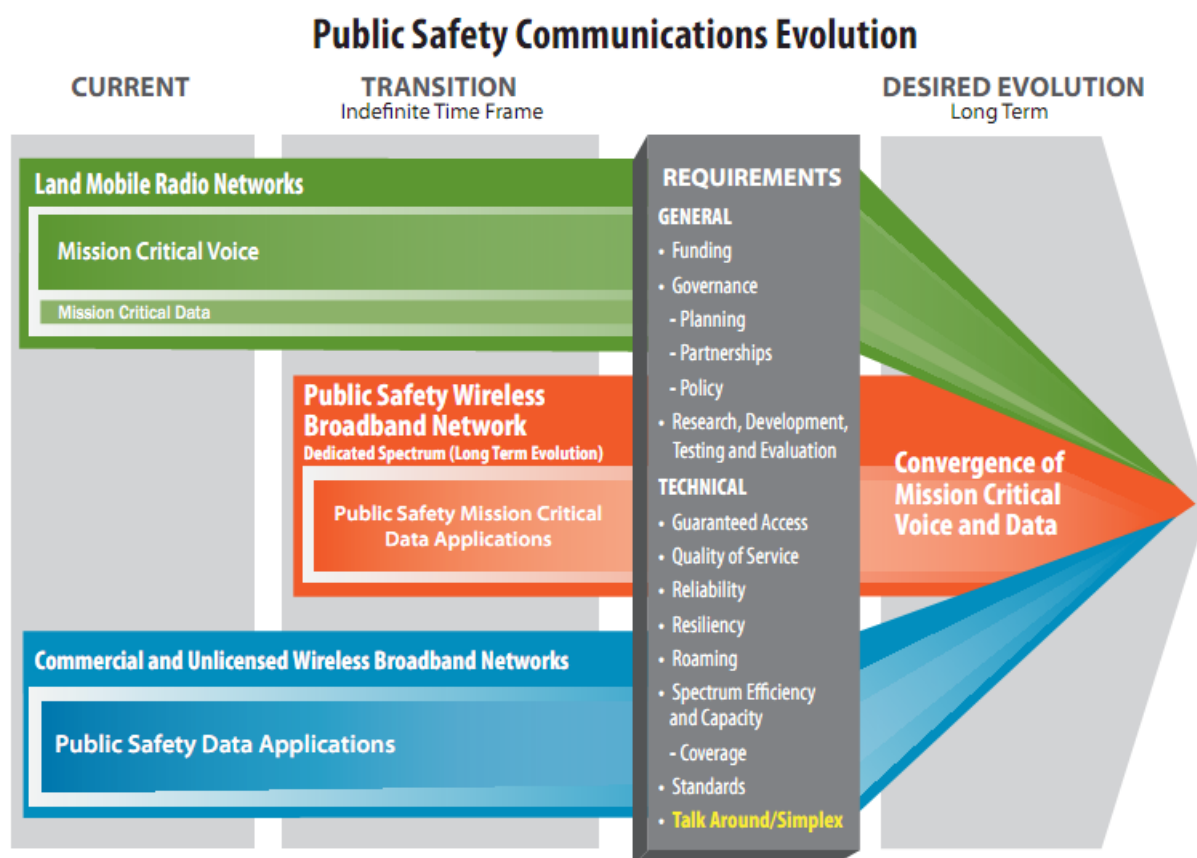 Public Safety Communications Evolution
CURRENT
TRANSITION
Indefinite Time Frame
DESIRED EVOLUTION
Long Term
Land Mobile Radio Networks
Mission Critical Voice
Mission Critical Data
Public Safety Wireless
Broadband Network
Dedicated Spectrum (Long Term Evolution)
Public Safety Mission Critical
Data Applications
Commercial and Unlicensed Wireless Broadband Networks
Public Safety Data Applications
REQUIREMENTS
GENERAL
• Funding
• Governance
- Planning
- Partnerships
- Policy
• Research, Development,
Testing and Evaluation
TECHNICAL
• Guaranteed Access
• Quality of Service
• Reliability
• Resiliency
• Roaming
• Spectrum Efficiency
and Capacity
- Coverage
• Standards
• Talk Around/Simplex
Convergence of
Mission Critical
Voice and Data